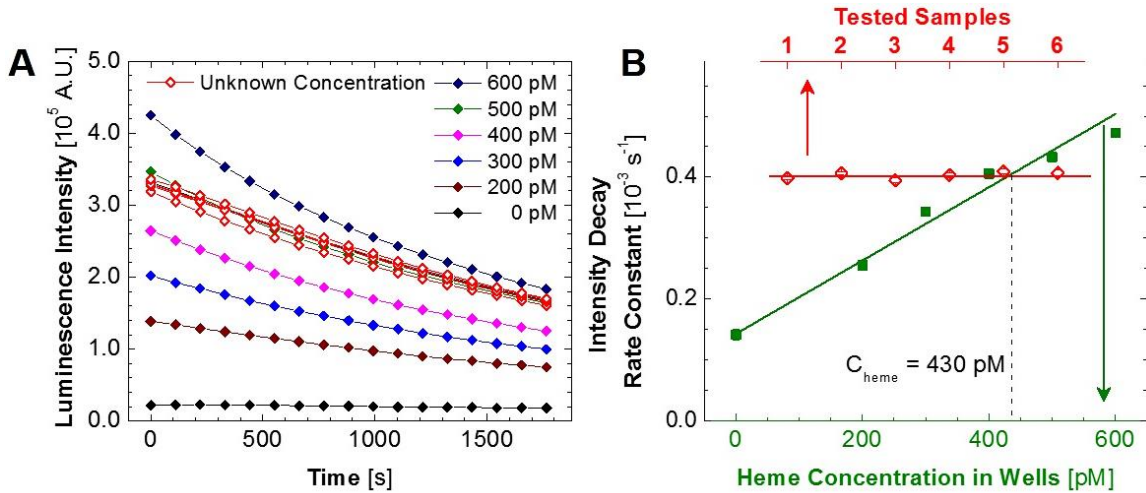 A
Luminescence Intensity [10⁵ A.U.]
5.0
4.0
3.0
2.0
1.0
0.0
Unknown Concentration
600 pM
500 pM
400 pM
300 pM
200 pM
0 pM
0
500
1000
1500
Time [s]
B
Tested Samples
1 2 3 4 5 6
Intensity Decay
Rate Constant [10⁻³ s⁻¹]
0.4
0.2
0.0
C_heme = 430 pM
0
200
400
600
Heme Concentration in Wells [pM]